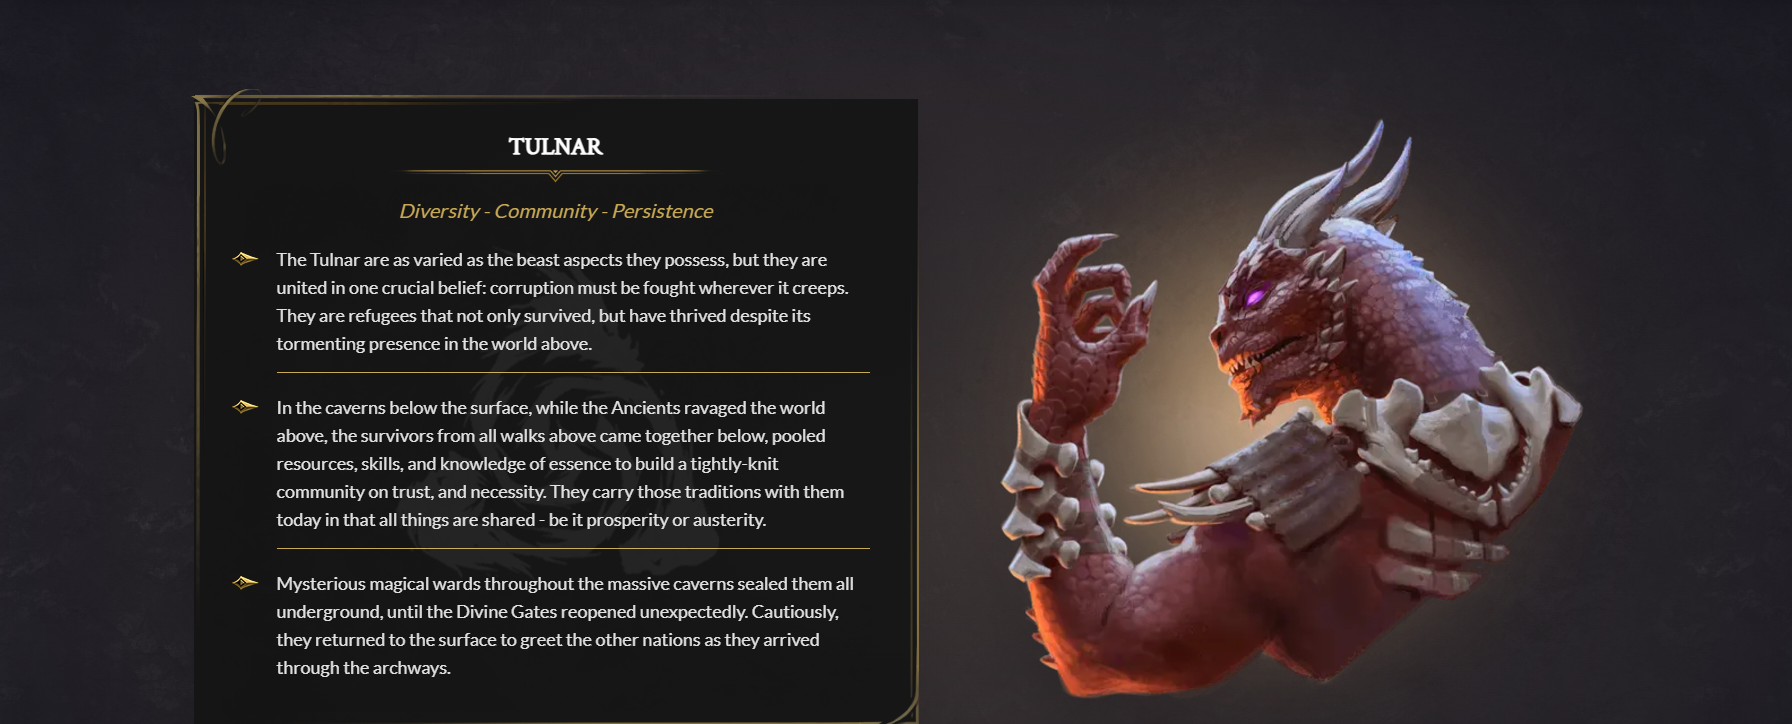 TULNAR
Diversity - Community - Persistence
The Tulnar are as varied as the beast aspects they possess, but they are
united in one crucial belief: corruption must be fought wherever it creeps.
They are refugees that not only survived, but have thrived despite its
tormenting presence in the world above.
In the caverns below the surface, while the Ancients ravaged the world
above, the survivors from all walks above came together below, pooled
resources, skills, and knowledge of essence to build a tightly-knit
community on trust, and necessity. They carry those traditions with them
today in that all things are shared - be it prosperity or austerity.
Mysterious magical wards throughout the massive caverns sealed them all
underground, until the Divine Gates reopened unexpectedly. Cautiously,
they returned to the surface to greet the other nations as they arrived
through the archways.